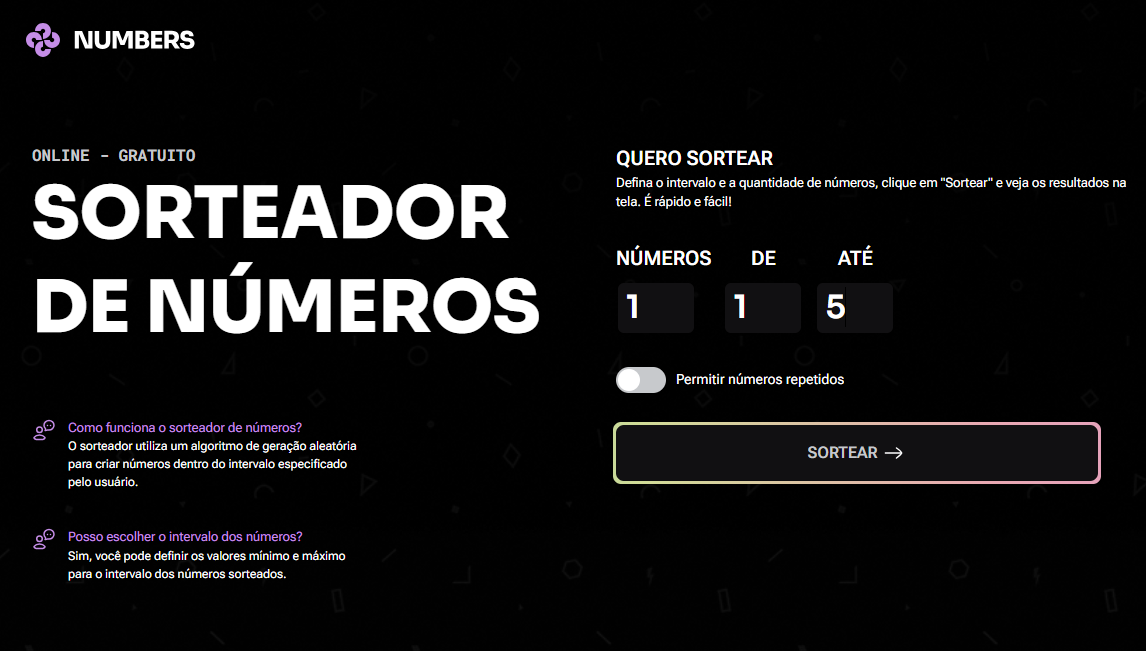 NUMBERS
ONLINE - GRATUITO
SORTEADOR
DE NÚMEROS
Como funciona o sorteador de números?
O sorteador utiliza um algoritmo de geração aleatória
para criar números dentro do intervalo especificado
pelo usuário.
Posso escolher o intervalo dos números?
Sim, você pode definir os valores mínimo e máximo
para o intervalo dos números sorteados.
QUERO SORTEAR
Defina o intervalo e a quantidade de números, clique em "Sortear" e veja os resultados na
tela. É rápido e fácil!
NÚMEROS DE ATÉ
1 1 5
Permitir números repetidos
SORTEAR →